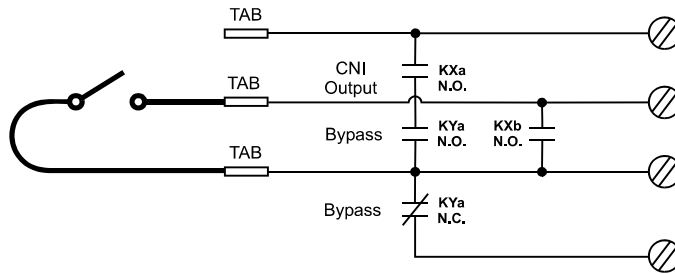 TAB
CNI
Output
KXa
N.O.
TAB
Bypass
KYa
N.O.
KXb
N.O.
TAB
Bypass
KYa
N.C.